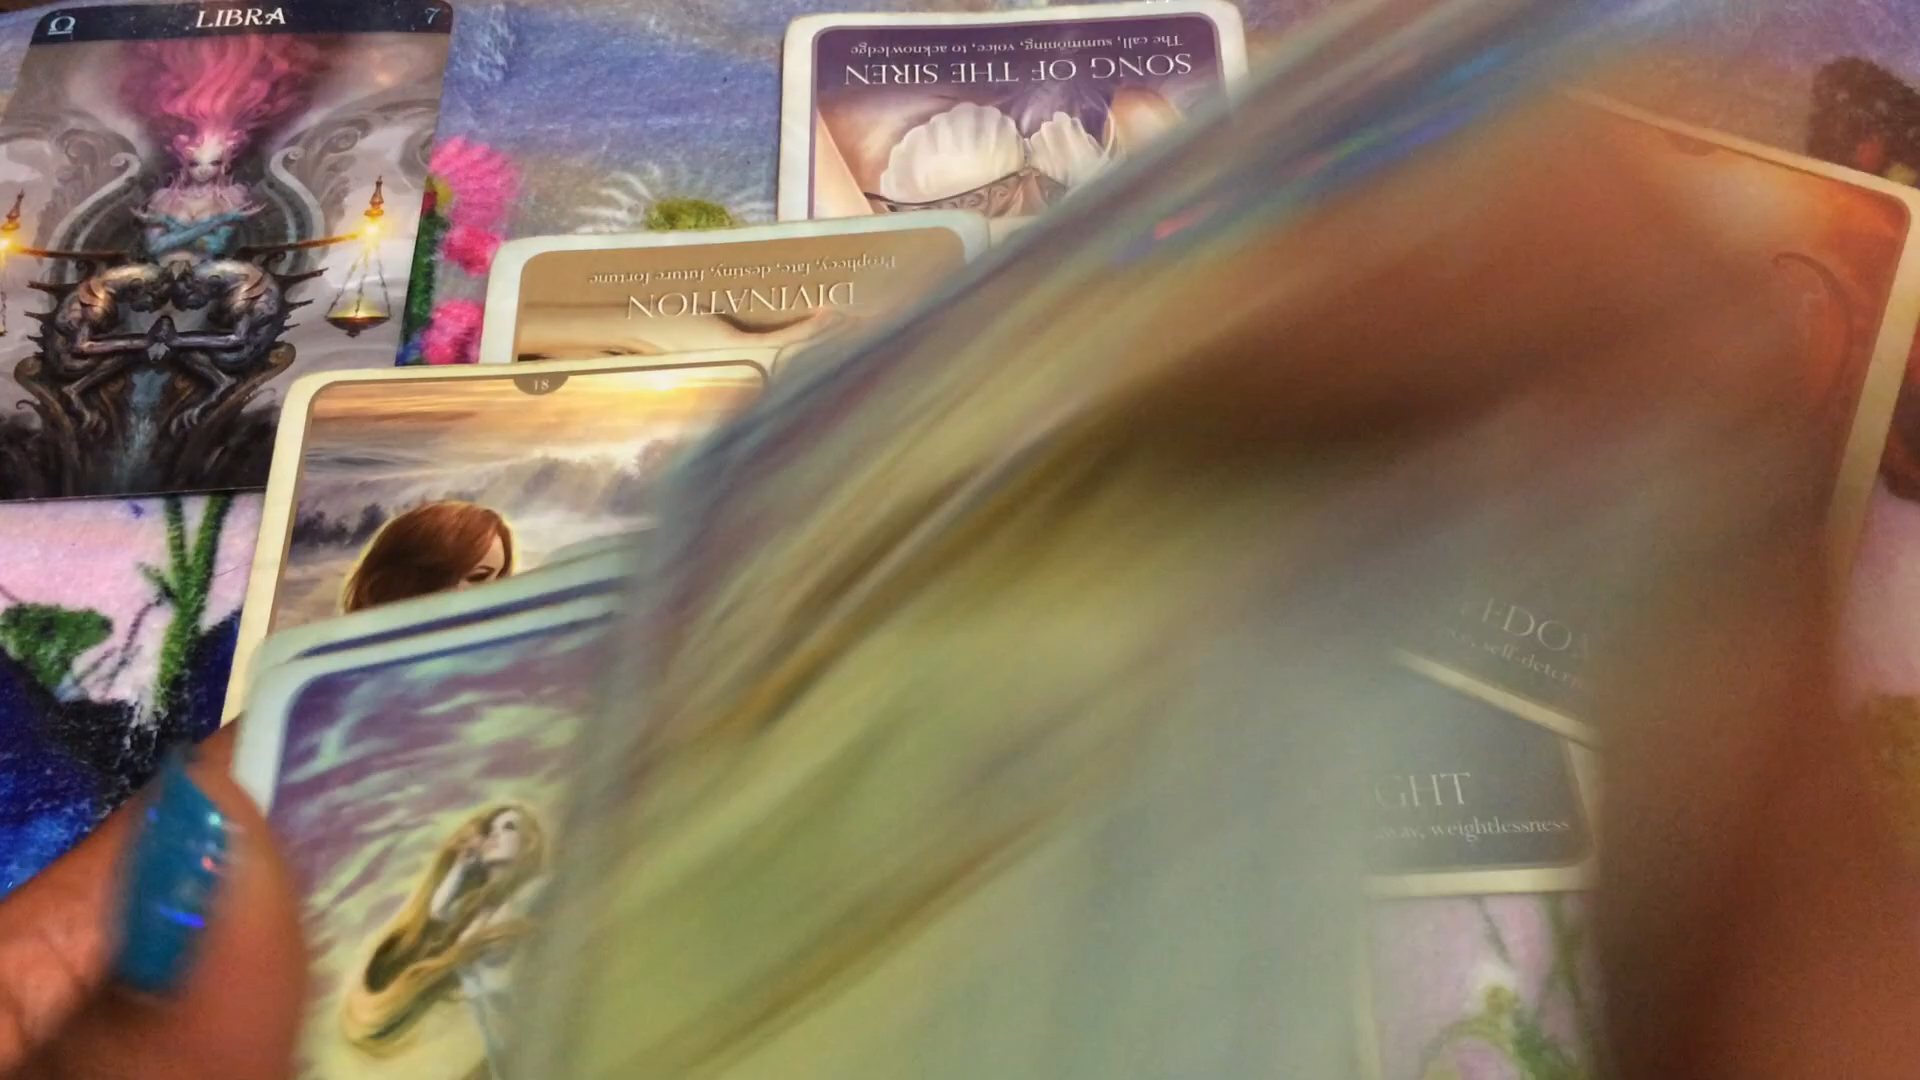 LIBRA 7
The call, summoning, voice, to acknowledge
SONG OF THE SIREN
Prophecy, fate, destiny, future fortune
DIVINATION
18
GHT
weightlessness